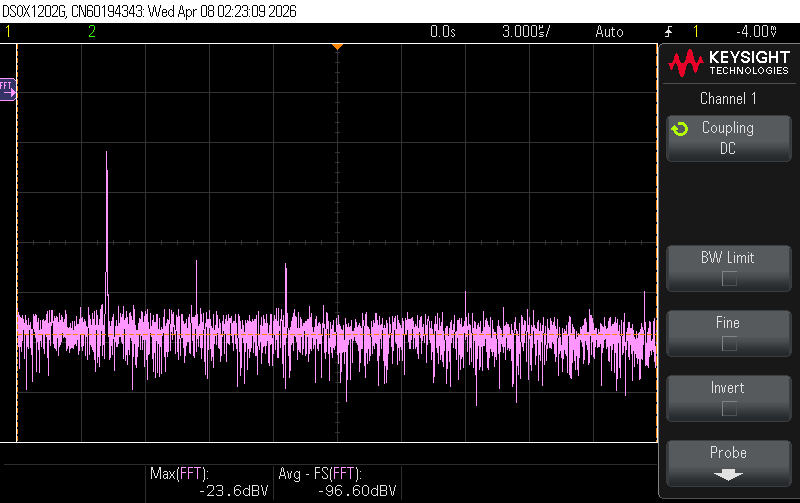 DSOX1202G, CN60194343: Wed Apr 08 02:23:09 2026
1 2 0.0s 3.000s/ Auto 1 -4.00V
KEYSIGHT
TECHNOLOGIES
Channel 1
FFT
Coupling
DC
BW Limit
Fine
Invert
Probe
Max(FFT):
-23.6dBV
Avg - FS(FFT):
-96.60dBV